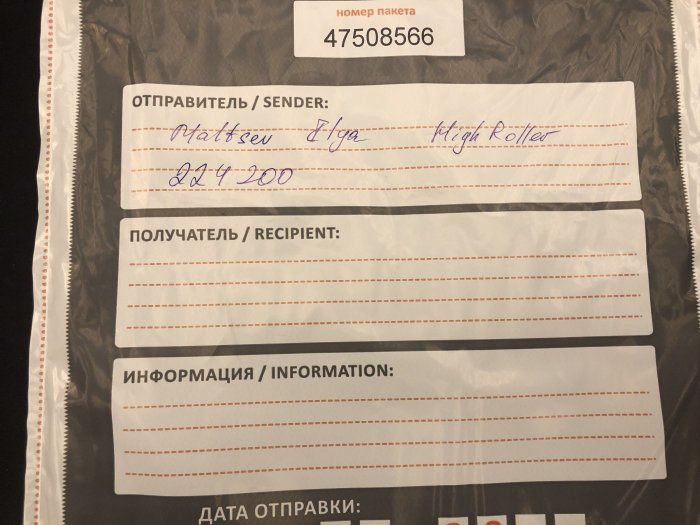 номер пакета
47508566
ОТПРАВИТЕЛЬ / SENDER:
Maltsev Ilya High Roller
224 200
ПОЛУЧАТЕЛЬ / RECIPIENT:
ИНФОРМАЦИЯ / INFORMATION:
ДАТА ОТПРАВКИ: